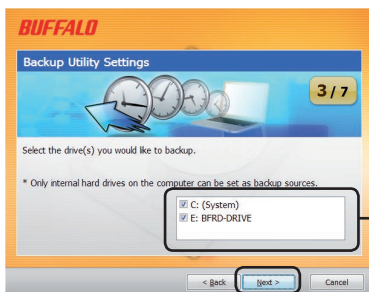 BUFFALO
Backup Utility Settings
3 / 7
Select the drive(s) you would like to backup.
* Only internal hard drives on the computer can be set as backup sources.
C: (System)
E: BFRD-DRIVE
< Back
Next >
Cancel